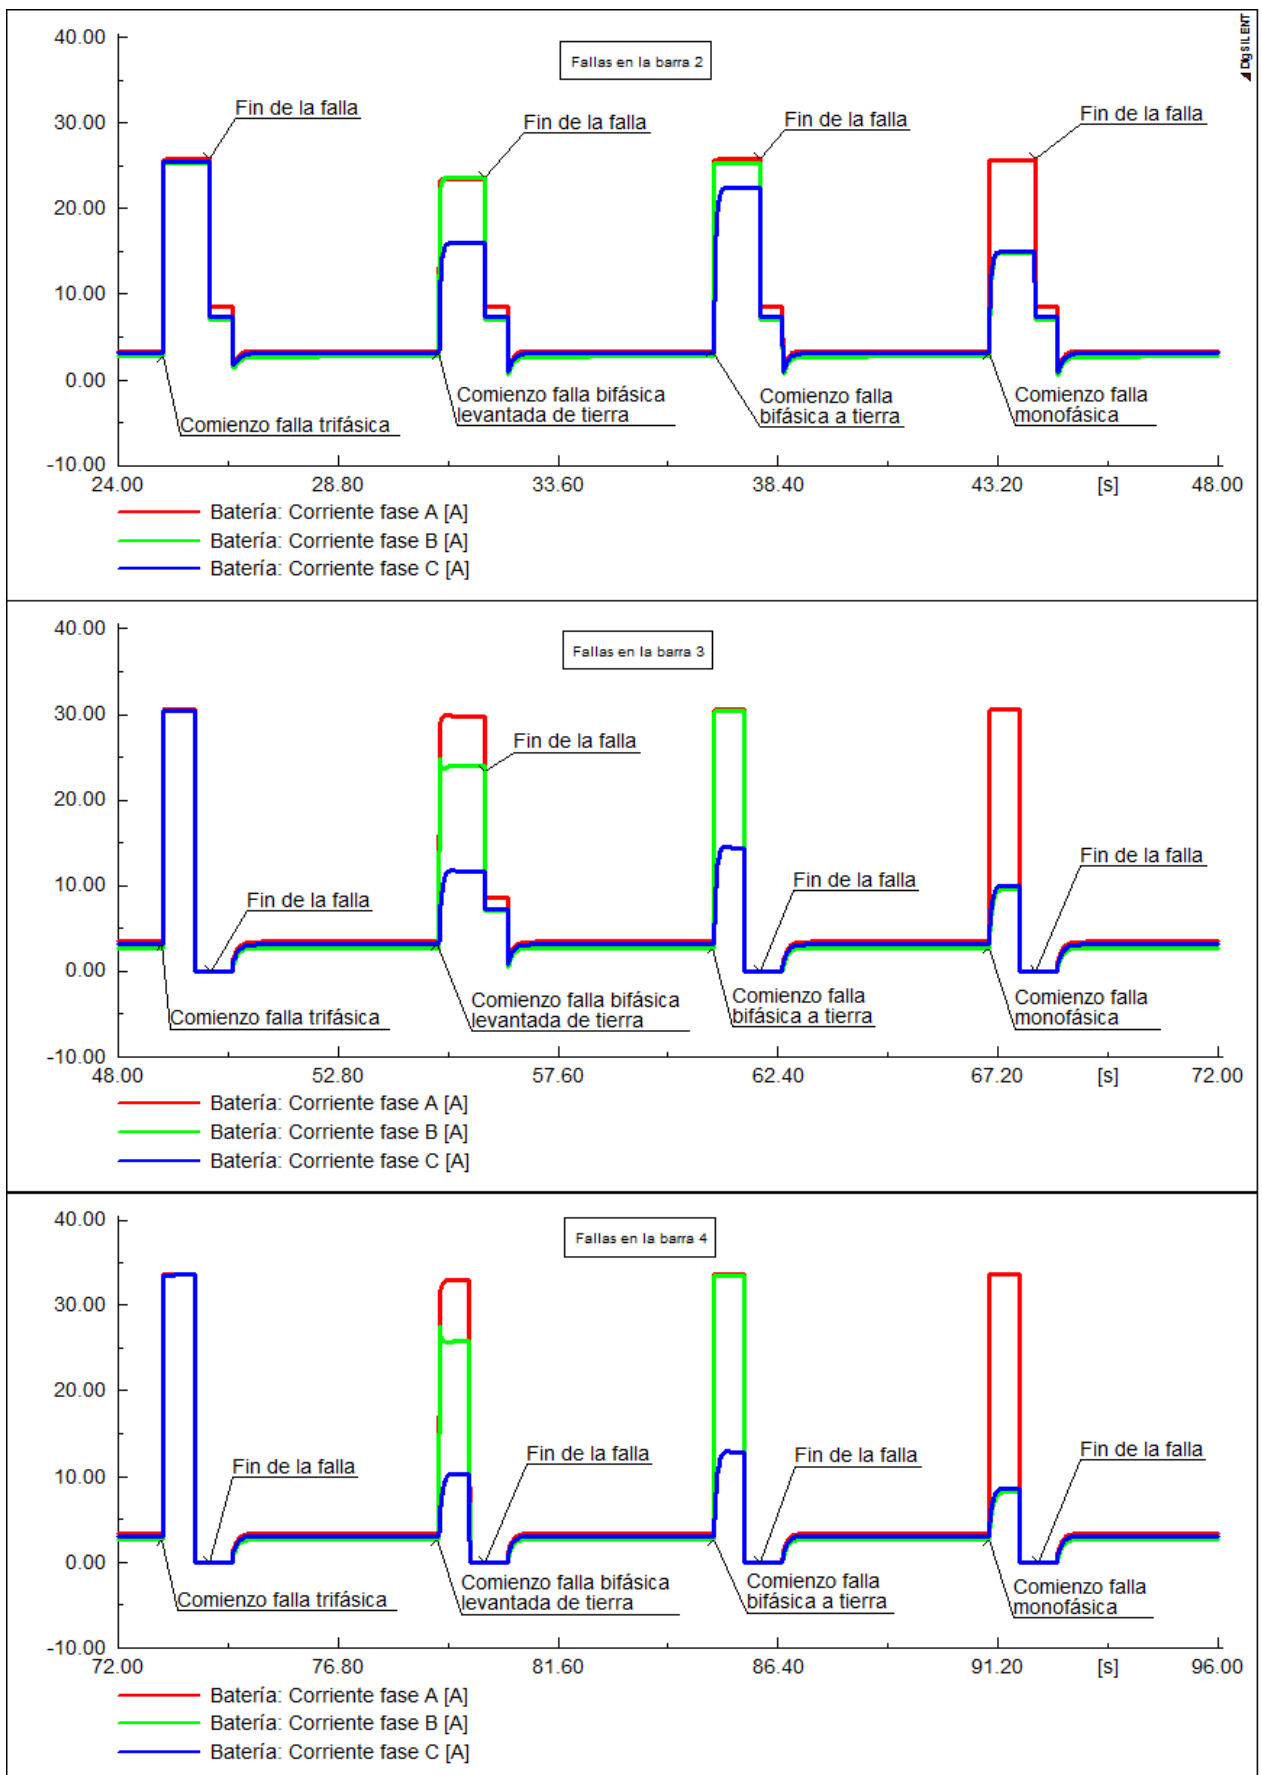 40.00
Fallas en la barra 2
DIgSILENT
30.00
Fin de la falla
Fin de la falla
Fin de la falla
Fin de la falla
20.00
10.00
0.00
Comienzo falla trifásica
Comienzo falla bifásica
levantada de tierra
Comienzo falla
bifásica a tierra
Comienzo falla
monofásica
-10.00
24.00 28.80 33.60 38.40 43.20 [s] 48.00
Batería: Corriente fase A [A]
Batería: Corriente fase B [A]
Batería: Corriente fase C [A]
40.00
Fallas en la barra 3
30.00
Fin de la falla
20.00
10.00
Fin de la falla
Fin de la falla
Fin de la falla
0.00
Comienzo falla trifásica
Comienzo falla bifásica
levantada de tierra
Comienzo falla
bifásica a tierra
Comienzo falla
monofásica
-10.00
48.00 52.80 57.60 62.40 67.20 [s] 72.00
Batería: Corriente fase A [A]
Batería: Corriente fase B [A]
Batería: Corriente fase C [A]
40.00
Fallas en la barra 4
30.00
20.00
10.00
Fin de la falla
Fin de la falla
Fin de la falla
Fin de la falla
0.00
Comienzo falla trifásica
Comienzo falla bifásica
levantada de tierra
Comienzo falla
bifásica a tierra
Comienzo falla
monofásica
-10.00
72.00 76.80 81.60 86.40 91.20 [s] 96.00
Batería: Corriente fase A [A]
Batería: Corriente fase B [A]
Batería: Corriente fase C [A]